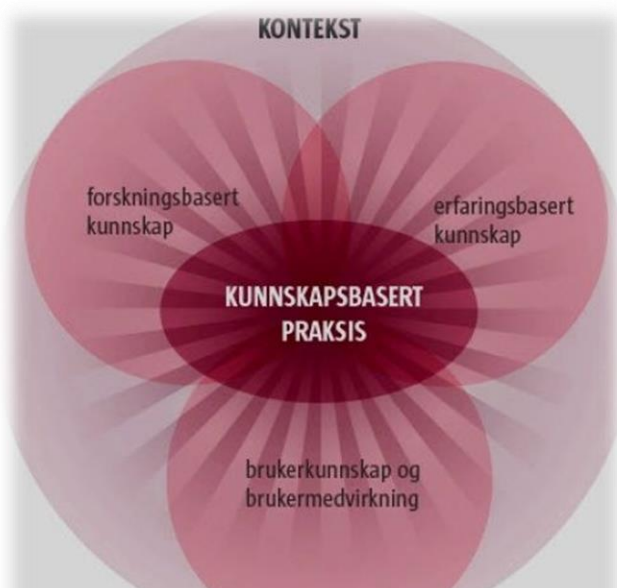 KONTEKST
forskningsbasert
kunnskap
erfaringsbasert
kunnskap
KUNNSKAPSBASERT
PRAKSIS
brukerkunnskap og
brukermedvirkning